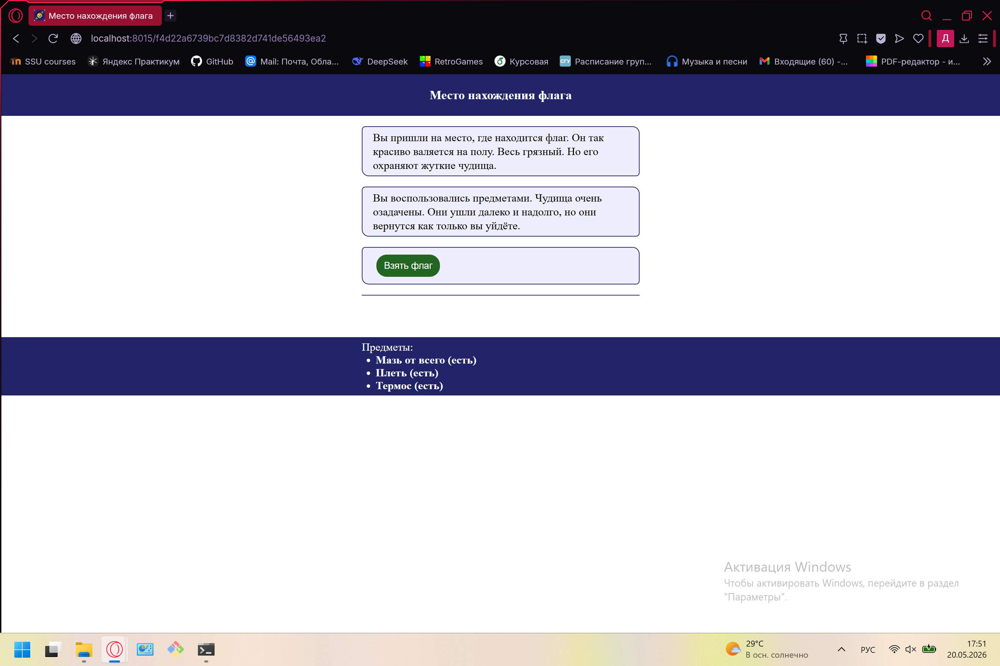 Место нахождения флага
localhost:8015/f4d22a6739bc7d8382d741de56493ea2
Д
SSU courses
Яндекс Практикум
GitHub
Mail: Почта, Обла...
DeepSeek
RetroGames
Курсовая
СГУ
Расписание груп...
Музыка и песни
Входящие (60) -...
PDF-редактор - и...
Место нахождения флага
Вы пришли на место, где находится флаг. Он так
красиво валяется на полу. Весь грязный. Но его
охраняют жуткие чудища.
Вы воспользовались предметами. Чудища очень
озадачены. Они ушли далеко и надолго, но они
вернутся как только вы уйдёте.
Взять флаг
Предметы:
• Мазь от всего (есть)
• Плеть (есть)
• Термос (есть)
Активация Windows
Чтобы активировать Windows, перейдите в раздел
"Параметры".
29°C
В осн. солнечно
РУС
17:51
20.05.2026